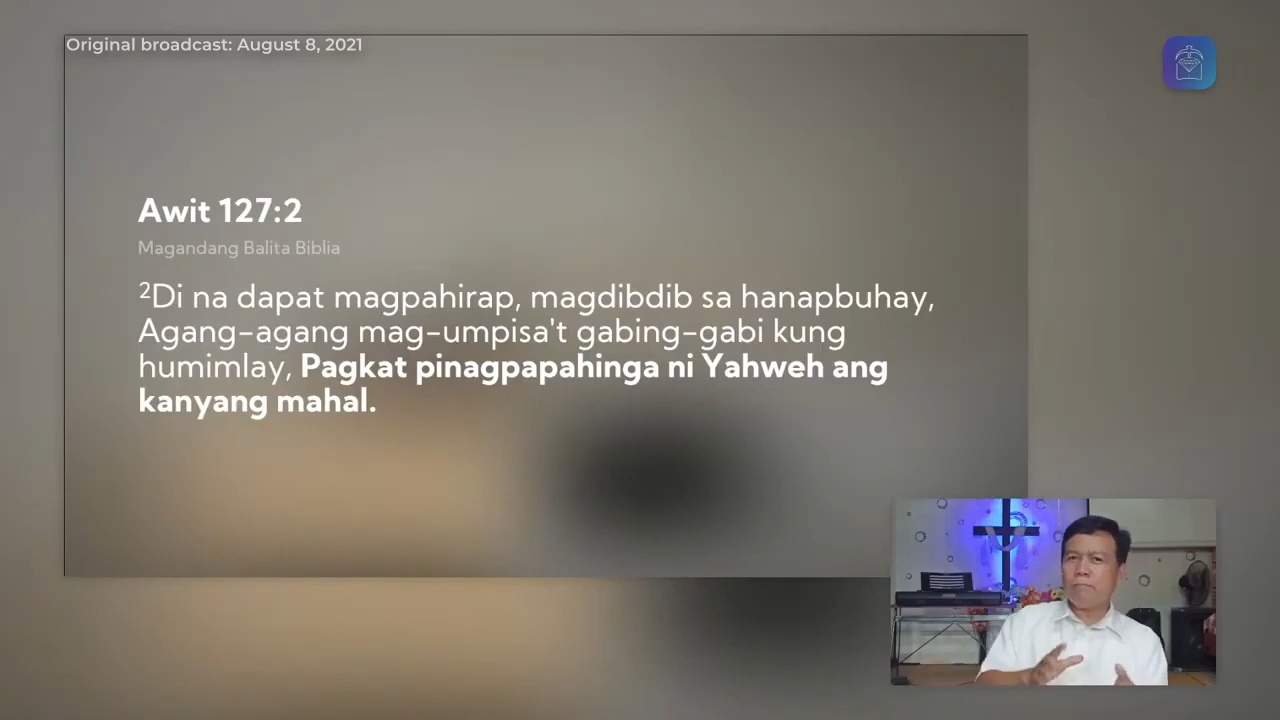 Original broadcast: August 8, 2021
Awit 127:2
Magandang Balita Biblia
²Di na dapat magpahirap, magdibdib sa hanapbuhay,
Agang-agang mag-umpisa't gabing-gabi kung
humimlay, Pagkat pinagpapahinga ni Yahweh ang
kanyang mahal.